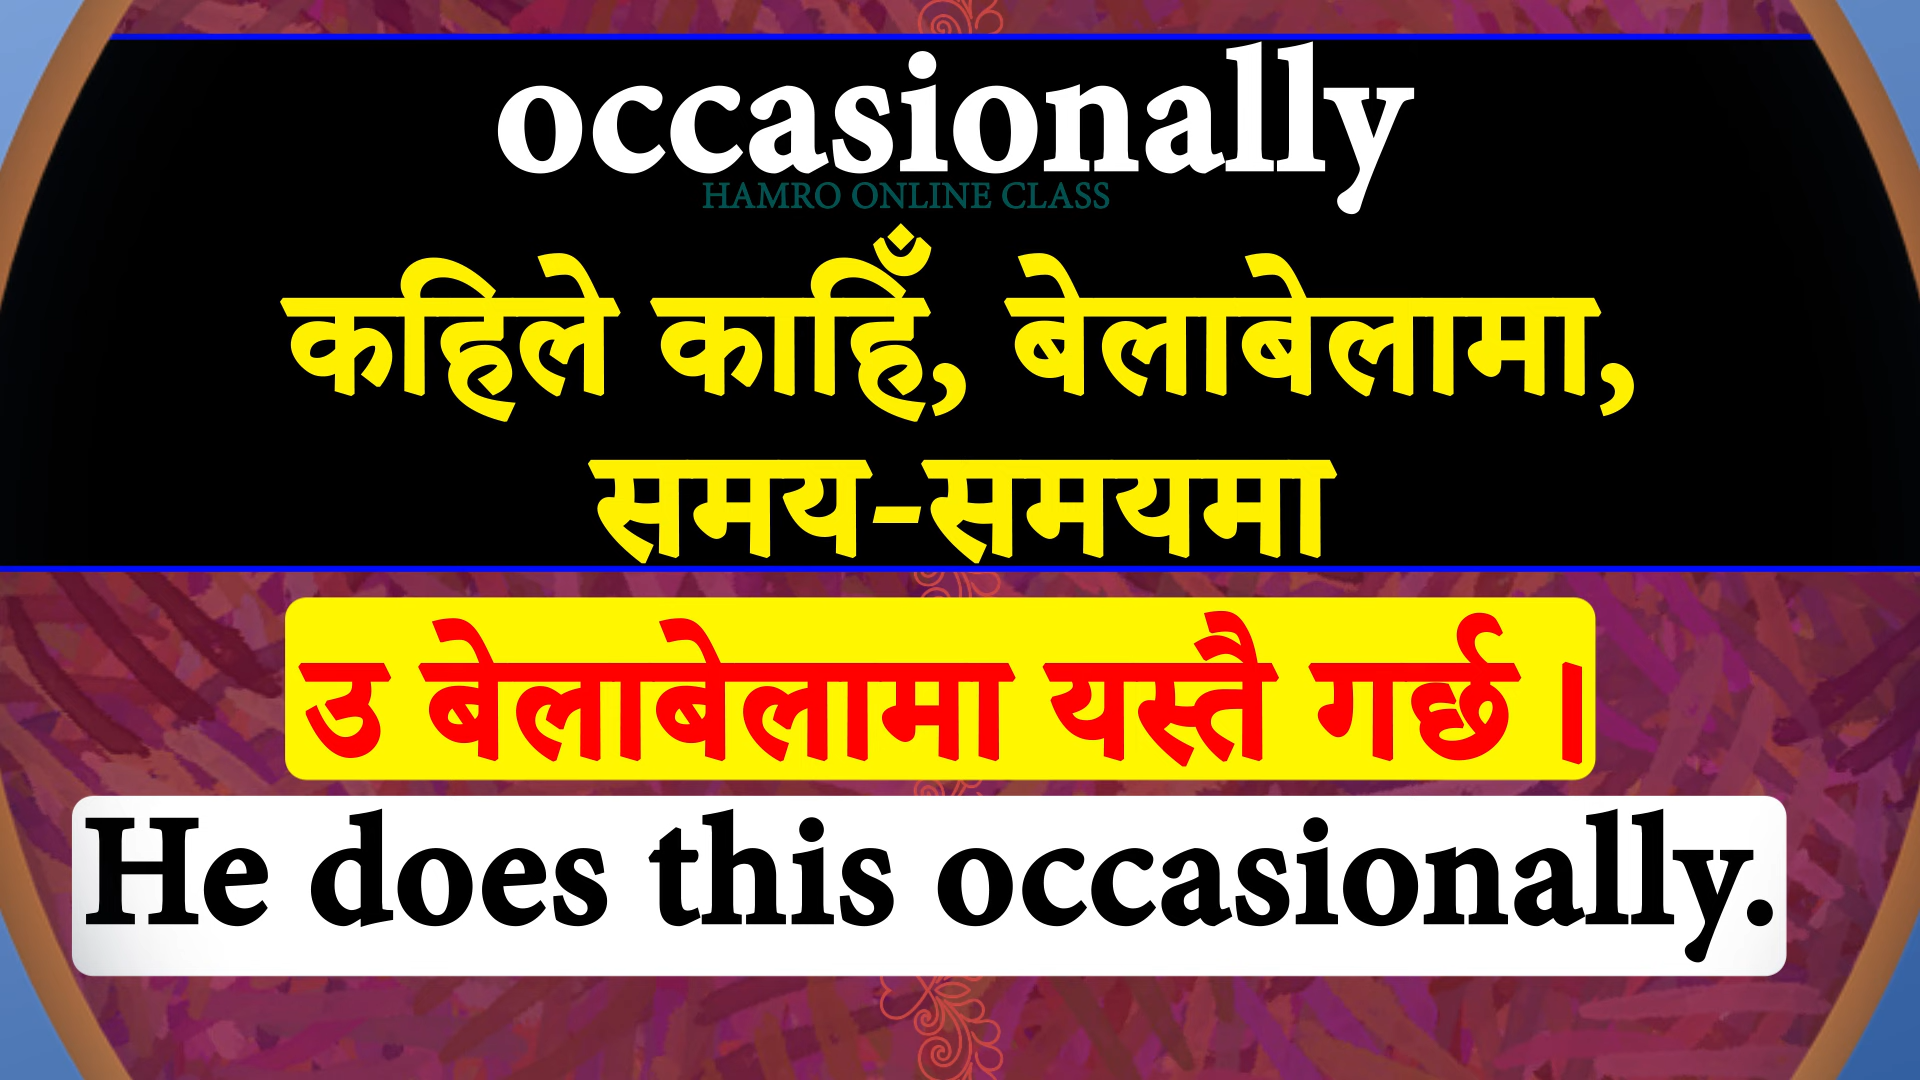 occasionally
HAMRO ONLINE CLASS
कहिले काहिँ, बेलाबेलामा,
समय-समयमा
उ बेलाबेलामा यस्तै गर्छ ।
He does this occasionally.